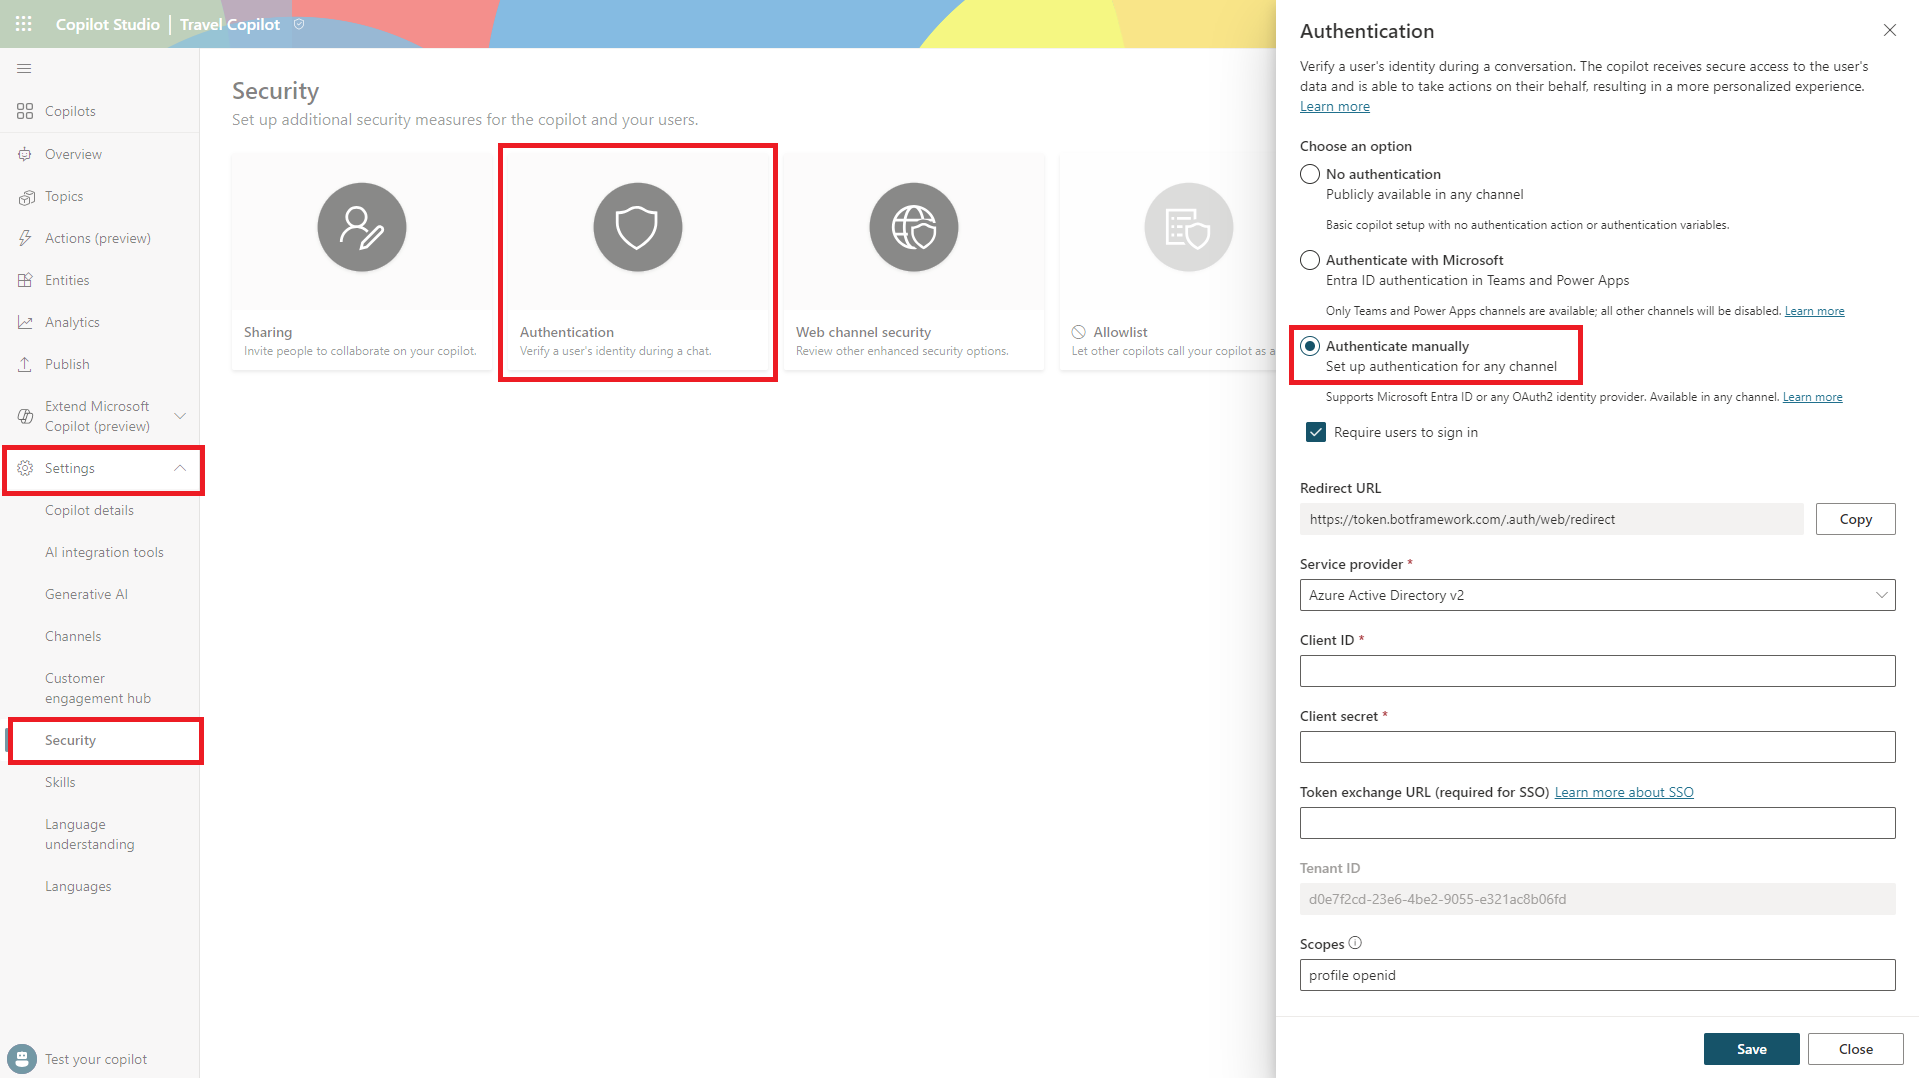 Copilot Studio | Travel Copilot
Copilots
Overview
Topics
Actions (preview)
Entities
Analytics
Publish
Extend Microsoft
Copilot (preview)
Settings
Copilot details
AI integration tools
Generative AI
Channels
Customer
engagement hub
Security
Skills
Language
understanding
Languages
Test your copilot
Security
Set up additional security measures for the copilot and your users.
Sharing
Invite people to collaborate on your copilot.
Authentication
Verify a user's identity during a chat.
Web channel security
Review other enhanced security options.
Allowlist
Let other copilots call your copilot as a
Authentication
Verify a user's identity during a conversation. The copilot receives secure access to the user's
data and is able to take actions on their behalf, resulting in a more personalized experience.
Learn more
Choose an option
No authentication
Publicly available in any channel
Basic copilot setup with no authentication action or authentication variables.
Authenticate with Microsoft
Entra ID authentication in Teams and Power Apps
Only Teams and Power Apps channels are available; all other channels will be disabled. Learn more
Authenticate manually
Set up authentication for any channel
Supports Microsoft Entra ID or any OAuth2 identity provider. Available in any channel. Learn more
Require users to sign in
Redirect URL
https://token.botframework.com/.auth/web/redirect
Copy
Service provider *
Azure Active Directory v2
Client ID *
Client secret *
Token exchange URL (required for SSO) Learn more about SSO
Tenant ID
d0e7f2cd-23e6-4be2-9055-e321ac8b06fd
Scopes
profile openid
Save
Close